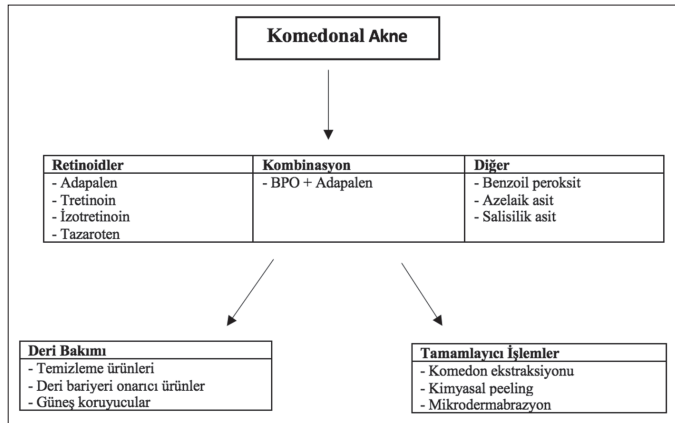 Komedonal Akne
Retinoidler
- Adapalen
- Tretinoin
- İzotretinoin
- Tazaroten
Kombinasyon
- BPO + Adapalen
Diğer
- Benzoil peroksit
- Azelaik asit
- Salisilik asit
Deri Bakımı
- Temizleme ürünleri
- Deri bariyeri onarıcı ürünler
- Güneş koruyucular
Tamamlayıcı İşlemler
- Komedon ekstraksiyonu
- Kimyasal peeling
- Mikrodermabrazyon